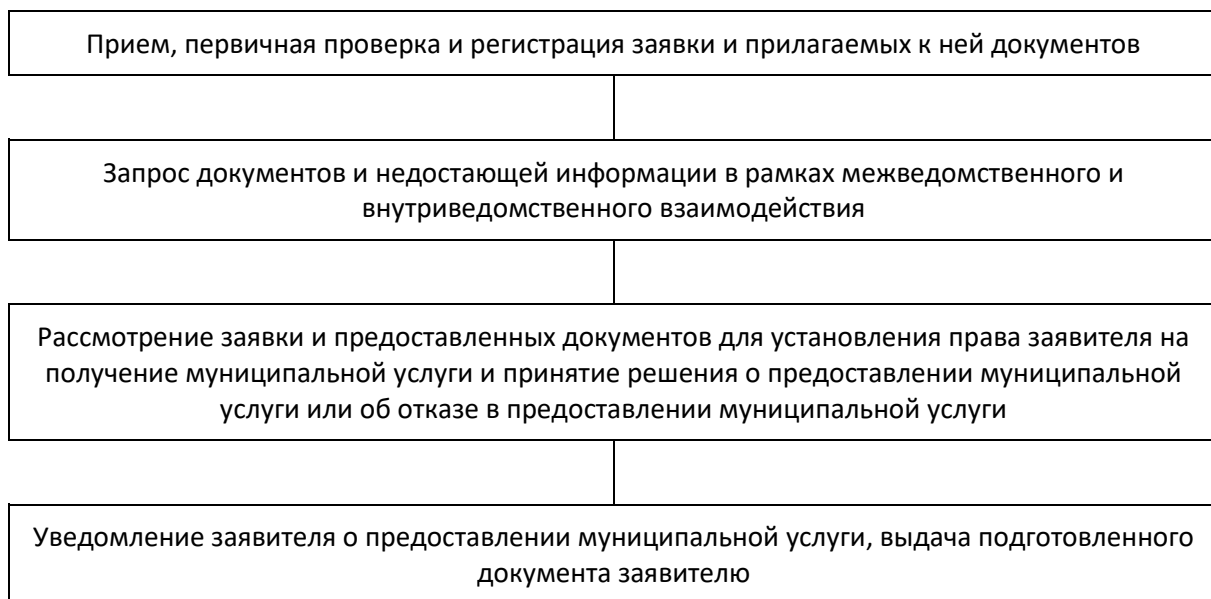 Прием, первичная проверка и регистрация заявки и прилагаемых к ней документов
Запрос документов и недостающей информации в рамках межведомственного и
внутриведомственного взаимодействия
Рассмотрение заявки и предоставленных документов для установления права заявителя на
получение муниципальной услуги и принятие решения о предоставлении муниципальной
услуги или об отказе в предоставлении муниципальной услуги
Уведомление заявителя о предоставлении муниципальной услуги, выдача подготовленного
документа заявителю